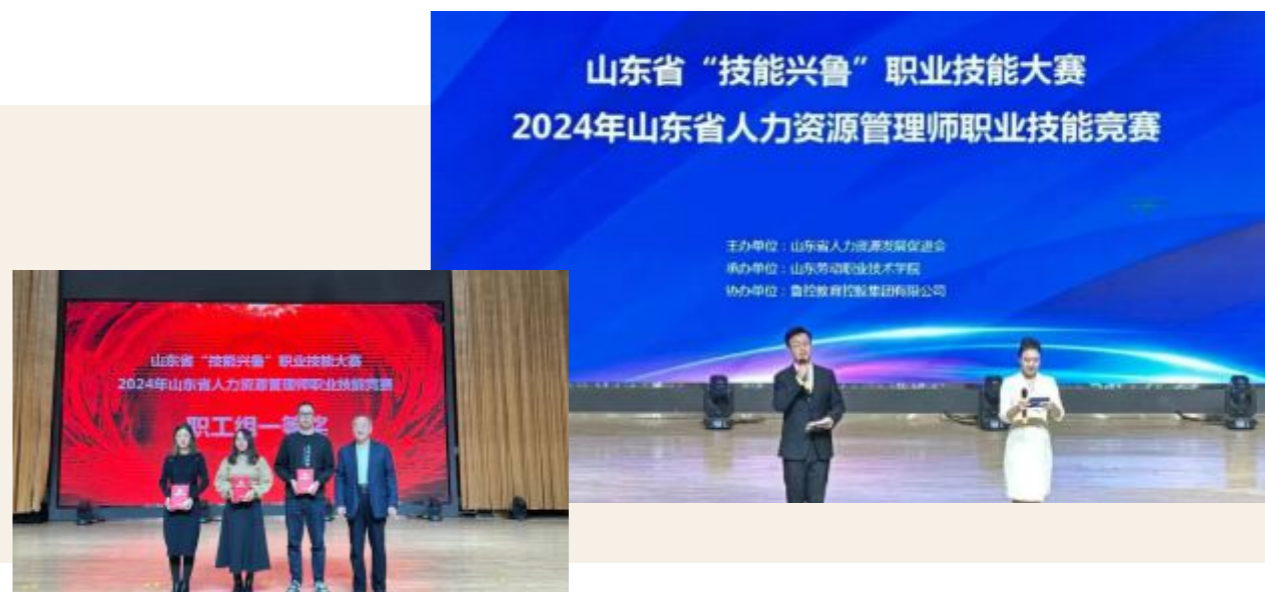 山东省“技能兴鲁”职业技能大赛
2024年山东省人力资源管理师职业技能竞赛
主办单位：山东省人力资源发展促进会
承办单位：山东劳动职业技术学院
协办单位：鲁控教育控股集团有限公司
山东省“技能兴鲁”职业技能大赛
2024年山东省人力资源管理师职业技能竞赛
职工组一等奖